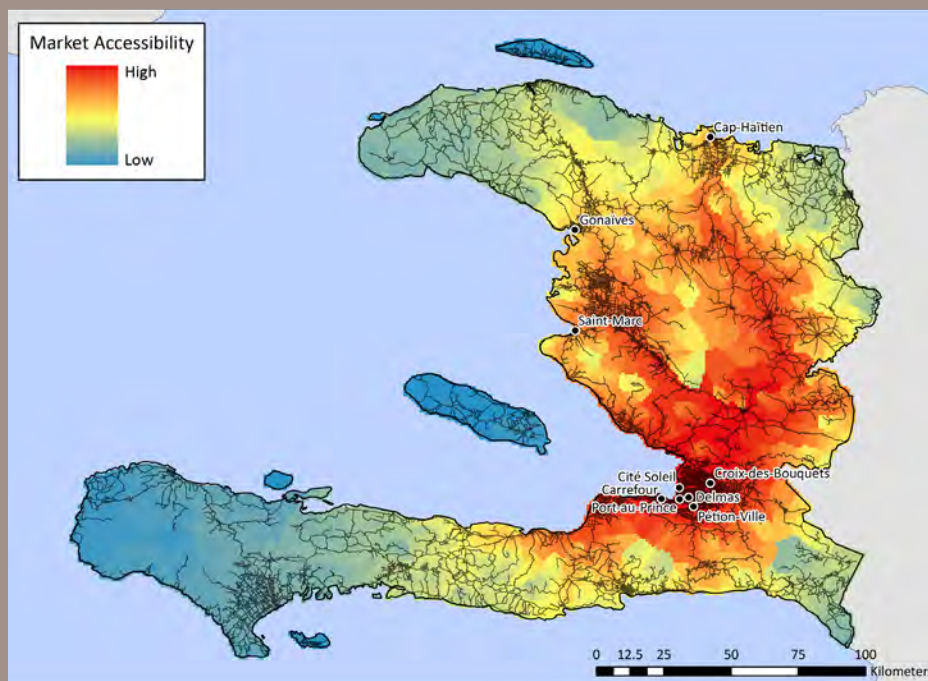 Market Accessibility
High
Low
Cap-Haïtien
Gonaïves
Saint-Marc
Croix-des-Bouquets
Cité Soleil
Carrefour
Delmas
Port-au-Prince
Pétion-Ville
0 12.5 25 50 75 100
Kilometer